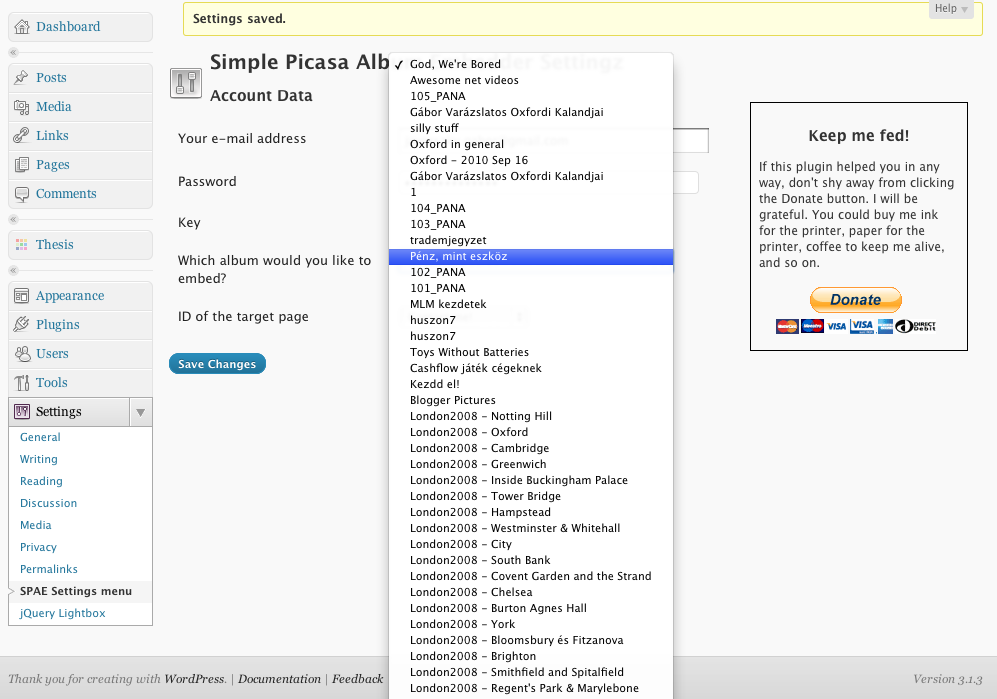 Settings saved.
Help
Dashboard
Posts
Media
Links
Pages
Comments
Thesis
Appearance
Plugins
Users
Tools
Settings
General
Writing
Reading
Discussion
Media
Privacy
Permalinks
SPAE Settings menu
jQuery Lightbox
Simple Picasa Alb
der Settingz
Account Data
Your e-mail address
Password
Key
Which album would you like to
embed?
ID of the target page
Save Changes
✓ God, We're Bored
Awesome net videos
105_PANA
Gábor Varázslatos Oxfordi Kalandjai
silly stuff
Oxford in general
Oxford - 2010 Sep 16
Gábor Varázslatos Oxfordi Kalandjai
1
104_PANA
103_PANA
trademjegyzet
Pénz, mint eszköz
102_PANA
101_PANA
MLM kezdetek
huszon7
huszon7
Toys Without Batteries
Cashflow játék cégeknek
Kezdd el!
Blogger Pictures
London2008 - Notting Hill
London2008 - Oxford
London2008 - Cambridge
London2008 - Greenwich
London2008 - Inside Buckingham Palace
London2008 - Tower Bridge
London2008 - Hampstead
London2008 - Westminster & Whitehall
London2008 - City
London2008 - South Bank
London2008 - Covent Garden and the Strand
London2008 - Chelsea
London2008 - Burton Agnes Hall
London2008 - York
London2008 - Bloomsbury és Fitzanova
London2008 - Brighton
London2008 - Smithfield and Spitalfield
London2008 - Regent's Park & Marylebone
Keep me fed!
If this plugin helped you in any
way, don't shy away from clicking
the Donate button. I will be
grateful. You could buy me ink
for the printer, paper for the
printer, coffee to keep me alive,
and so on.
Donate
MasterCard Maestro VISA VISA DIRECT Debit
Thank you for creating with WordPress. | Documentation | Feedback
Version 3.1.3